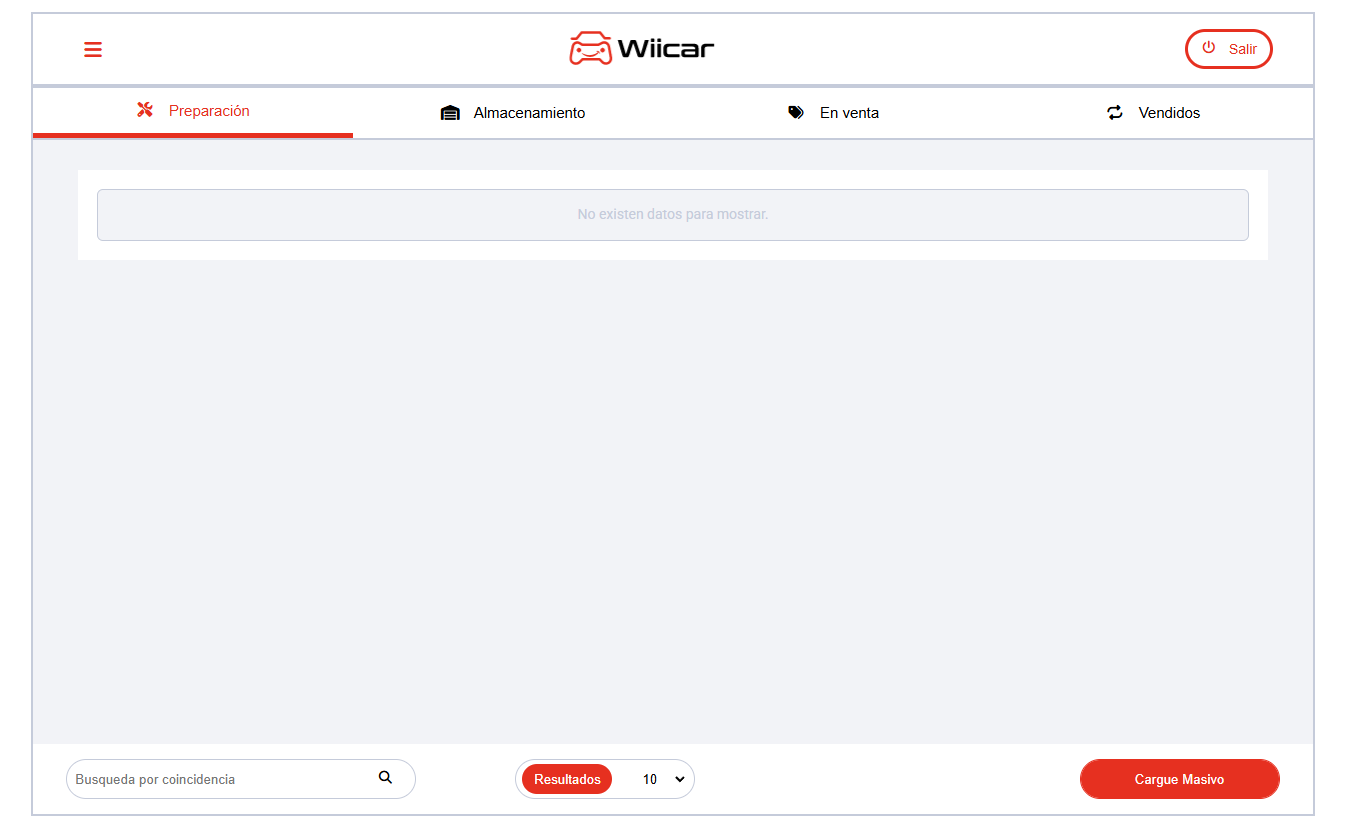 Wiicar
Salir
Preparación
Almacenamiento
En venta
Vendidos
No existen datos para mostrar.
Busqueda por coincidencia
Resultados
10
Cargue Masivo